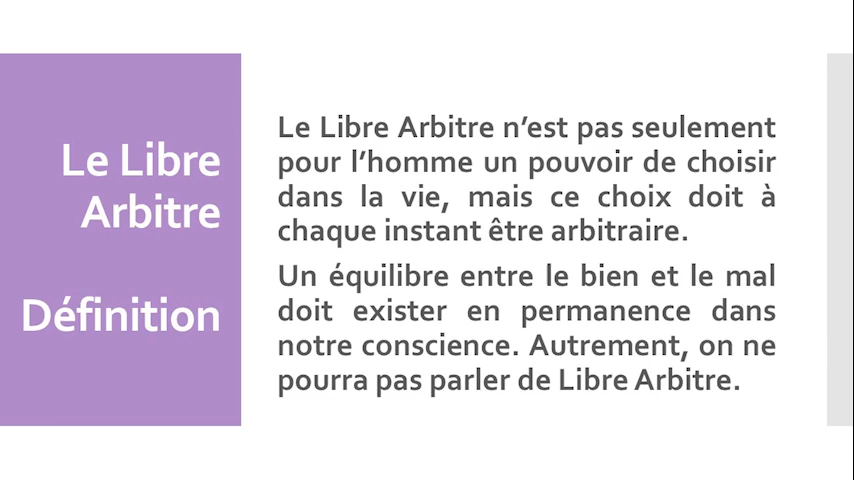 Le Libre
Arbitre
Définition
Le Libre Arbitre n’est pas seulement
pour l’homme un pouvoir de choisir
dans la vie, mais ce choix doit à
chaque instant être arbitraire.
Un équilibre entre le bien et le mal
doit exister en permanence dans
notre conscience. Autrement, on ne
pourra pas parler de Libre Arbitre.